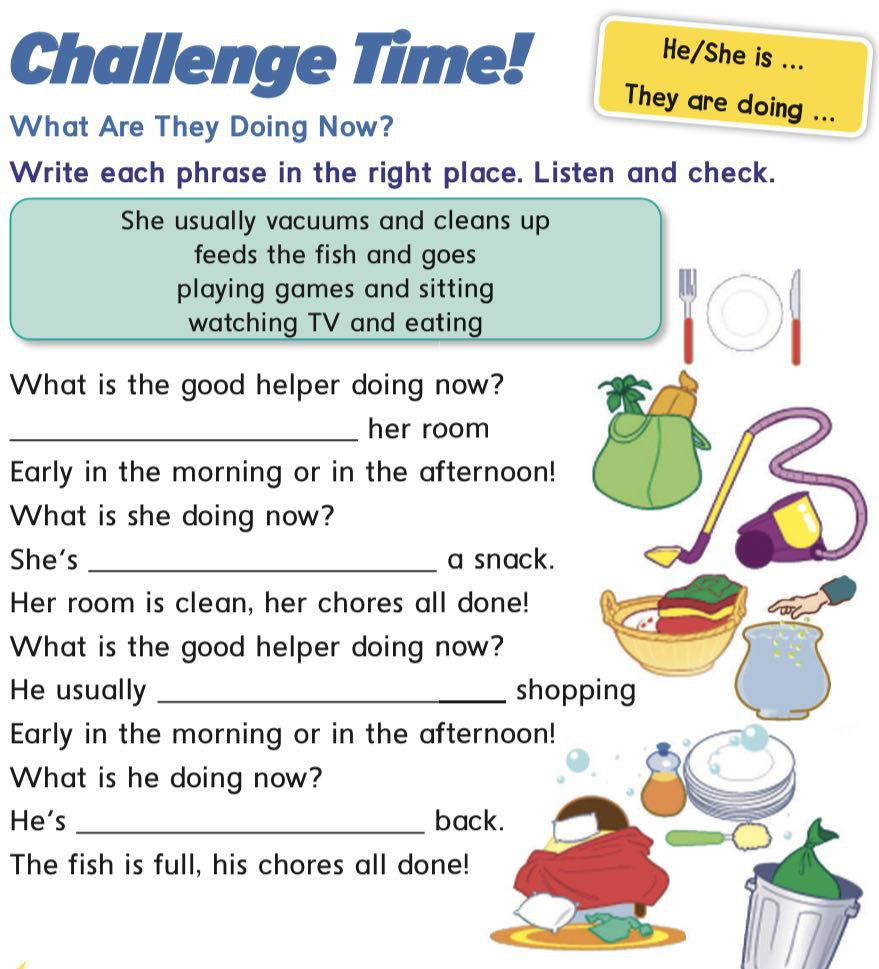 Challenge Time!
He/She is ...
They are doing ...
What Are They Doing Now?
Write each phrase in the right place. Listen and check.
She usually vacuums and cleans up
feeds the fish and goes
playing games and sitting
watching TV and eating
What is the good helper doing now?
____________________ her room
Early in the morning or in the afternoon!
What is she doing now?
She's ____________________ a snack.
Her room is clean, her chores all done!
What is the good helper doing now?
He usually ____________________ shopping
Early in the morning or in the afternoon!
What is he doing now?
He's ____________________ back.
The fish is full, his chores all done!